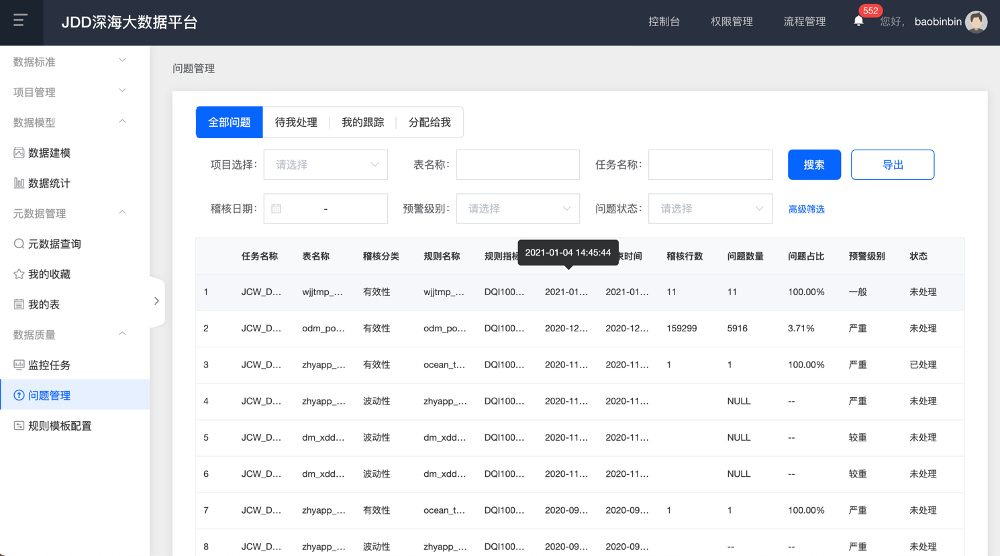 JDD深海大数据平台
控制台 权限管理 流程管理 552 您好， baobinbin
数据标准
项目管理
数据模型
数据建模
数据统计
元数据管理
元数据查询
我的收藏
我的表
数据质量
监控任务
问题管理
规则模板配置
问题管理
全部问题 待我处理 我的跟踪 分配给我
项目选择： 请选择 表名称： 任务名称： 搜索 导出
稽核日期： - 预警级别： 请选择 问题状态： 请选择 高级筛选
2021-01-04 14:45:44
任务名称 表名称 稽核分类 规则名称 规则指标 束时间 稽核行数 问题数量 问题占比 预警级别 状态
1 JCW_D... wjjtmp_... 有效性 wjjtmp_... DQI100... 2021-01... 2021-01... 11 11 100.00% 一般 未处理
2 JCW_D... odm_po... 有效性 odm_po... DQI100... 2020-12... 2020-12... 159299 5916 3.71% 严重 未处理
3 JCW_D... zhyapp_... 有效性 ocean_t... DQI100... 2020-11... 2020-11... 1 1 100.00% 严重 已处理
4 JCW_D... zhyapp_... 波动性 zhyapp_... DQI100... 2020-11... 2020-11... NULL -- 严重 未处理
5 JCW_D... dm_xdd... 波动性 dm_xdd... DQI100... 2020-11... 2020-11... NULL -- 较重 未处理
6 JCW_D... dm_xdd... 波动性 dm_xdd... DQI100... 2020-11... 2020-11... NULL -- 较重 未处理
7 JCW_D... zhyapp_... 有效性 ocean_t... DQI100... 2020-09... 2020-09... 1 1 100.00% 严重 未处理
8 JCW_D... zhyapp_... 波动性 zhyapp_... DQI100... 2020-09... 2020-09... -- -- 严重 未处理